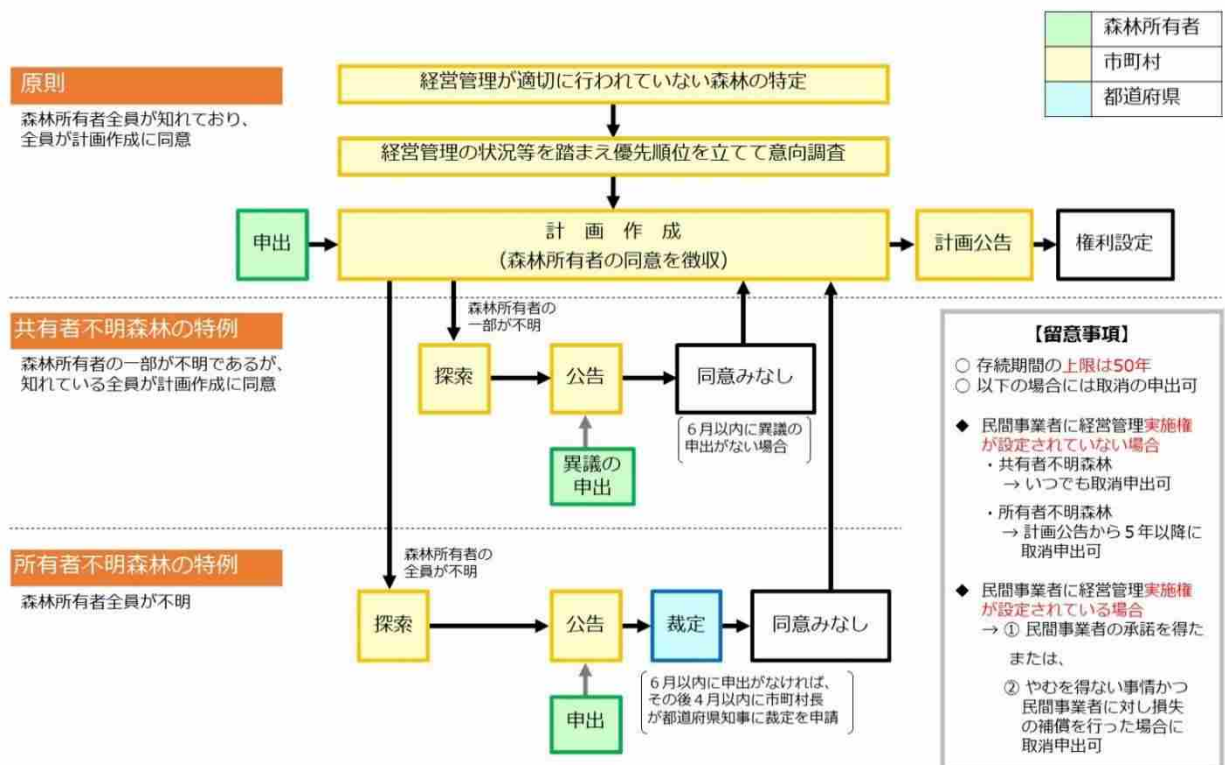 森林所有者
市町村
都道府県
原則
森林所有者全員が知れており、
全員が計画作成に同意
経営管理が適切に行われていない森林の特定
経営管理の状況等を踏まえ優先順位を立てて意向調査
申出
計 画 作 成
(森林所有者の同意を徴収)
計画公告
権利設定
共有者不明森林の特例
森林所有者の一部が不明であるが、
知れている全員が計画作成に同意
森林所有者の
一部が不明
探索
公告
同意みなし
6月以内に異議の
申出がない場合
異議の
申出
所有者不明森林の特例
森林所有者全員が不明
森林所有者の
全員が不明
探索
公告
裁定
同意みなし
6月以内に申出がなければ、
その後4月以内に市町村長
が都道府県知事に裁定を申請
申出
【留意事項】
○ 存続期間の上限は50年
○ 以下の場合には取消の申出可
◆ 民間事業者に経営管理実施権
が設定されていない場合
・共有者不明森林
→ いつでも取消申出可
・所有者不明森林
→ 計画公告から5年以降に
取消申出可
◆ 民間事業者に経営管理実施権
が設定されている場合
→ ① 民間事業者の承諾を得た
または、
② やむを得ない事情かつ
民間事業者に対し損失
の補償を行った場合に
取消申出可